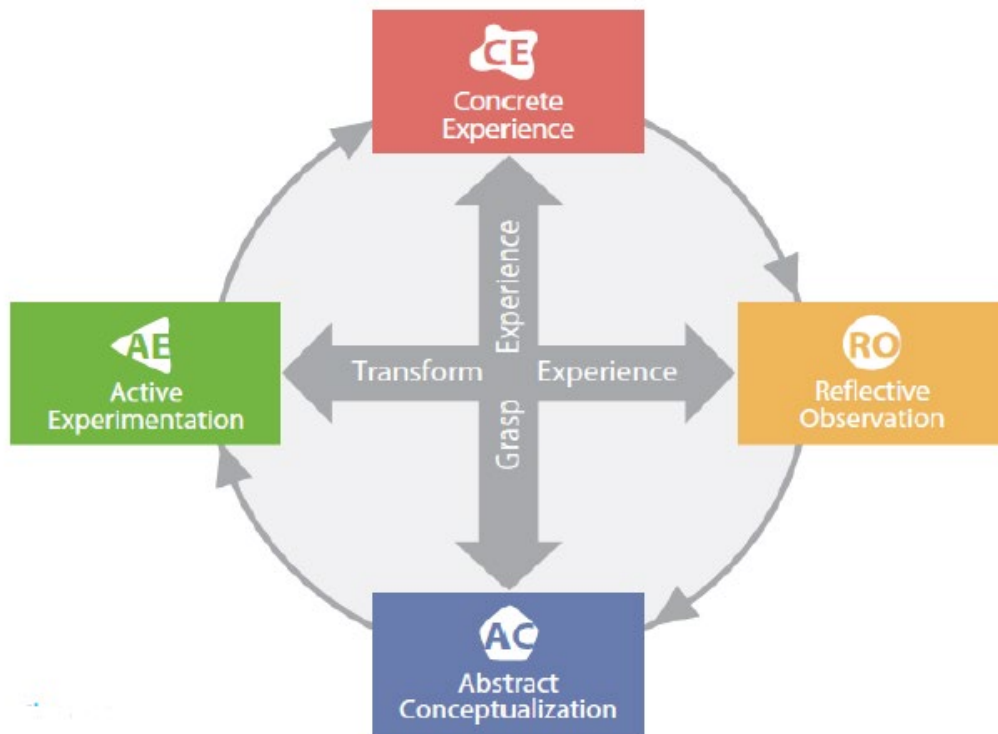 CE
Concrete
Experience
AE
Active
Experimentation
Transform Experience
Grasp Experience
RO
Reflective
Observation
AC
Abstract
Conceptualization